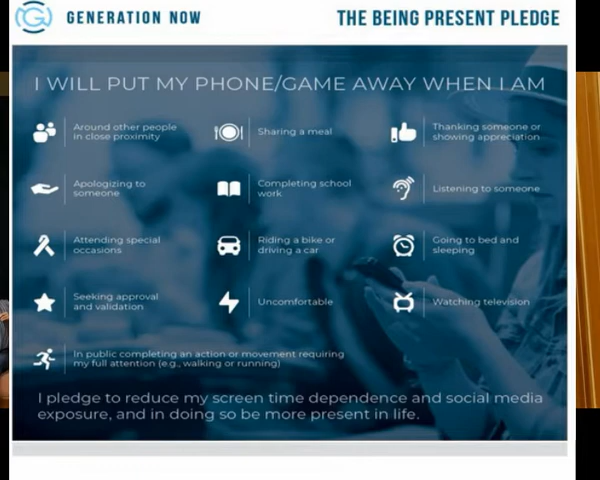 GENERATION NOW
THE BEING PRESENT PLEDGE
I WILL PUT MY PHONE/GAME AWAY WHEN I AM
Around other people
in close proximity
Sharing a meal
Thanking someone or
showing appreciation
Apologizing to
someone
Completing school
work
Listening to someone
Attending special
occasions
Riding a bike or
driving a car
Going to bed and
sleeping
Seeking approval
and validation
Uncomfortable
Watching television
In public completing an action or movement requiring
my full attention (e.g., walking or running)
I pledge to reduce my screen time dependence and social media
exposure, and in doing so be more present in life.